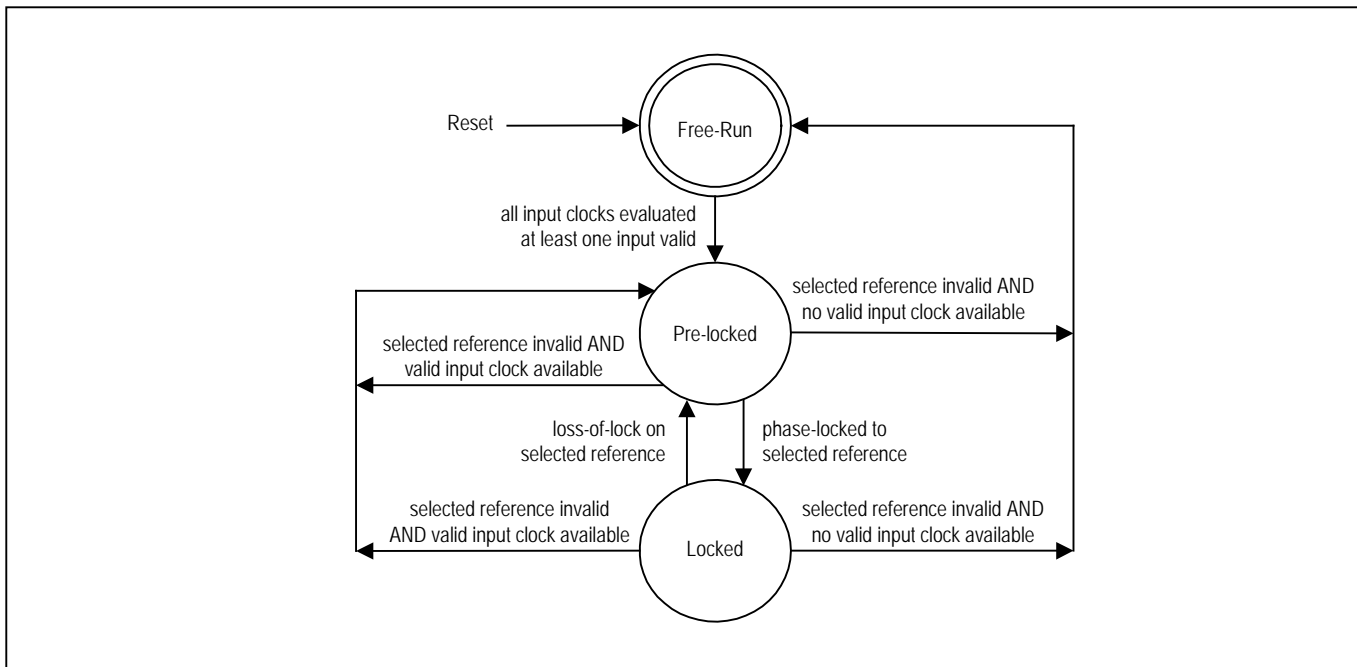 Reset
Free-Run
all input clocks evaluated
at least one input valid
selected reference invalid AND
no valid input clock available
Pre-locked
selected reference invalid AND
valid input clock available
loss-of-lock on
selected reference
phase-locked to
selected reference
selected reference invalid
AND valid input clock available
Locked
selected reference invalid AND
no valid input clock available